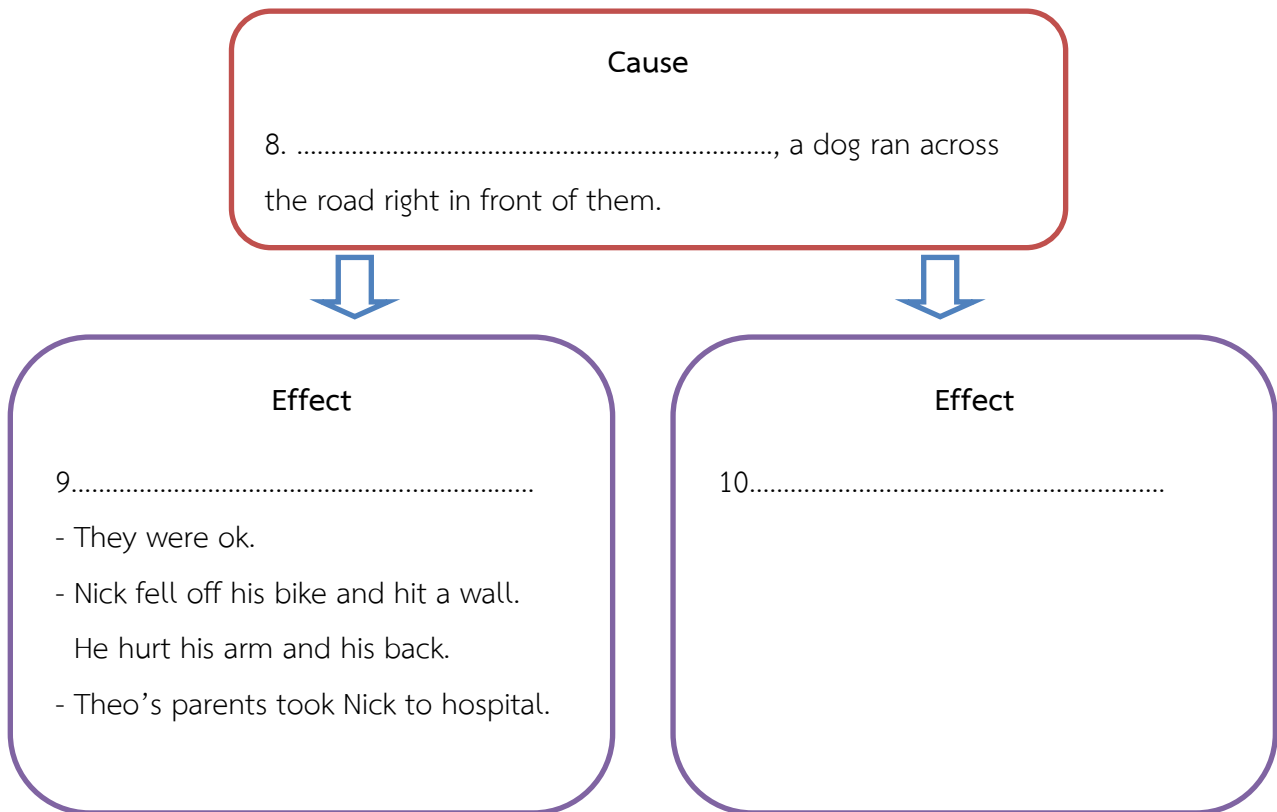 Cause
8. ......................................................................, a dog ran across
the road right in front of them.
Effect
9....................................................................
- They were ok.
- Nick fell off his bike and hit a wall.
He hurt his arm and his back.
- Theo’s parents took Nick to hospital.
Effect
10.............................................................